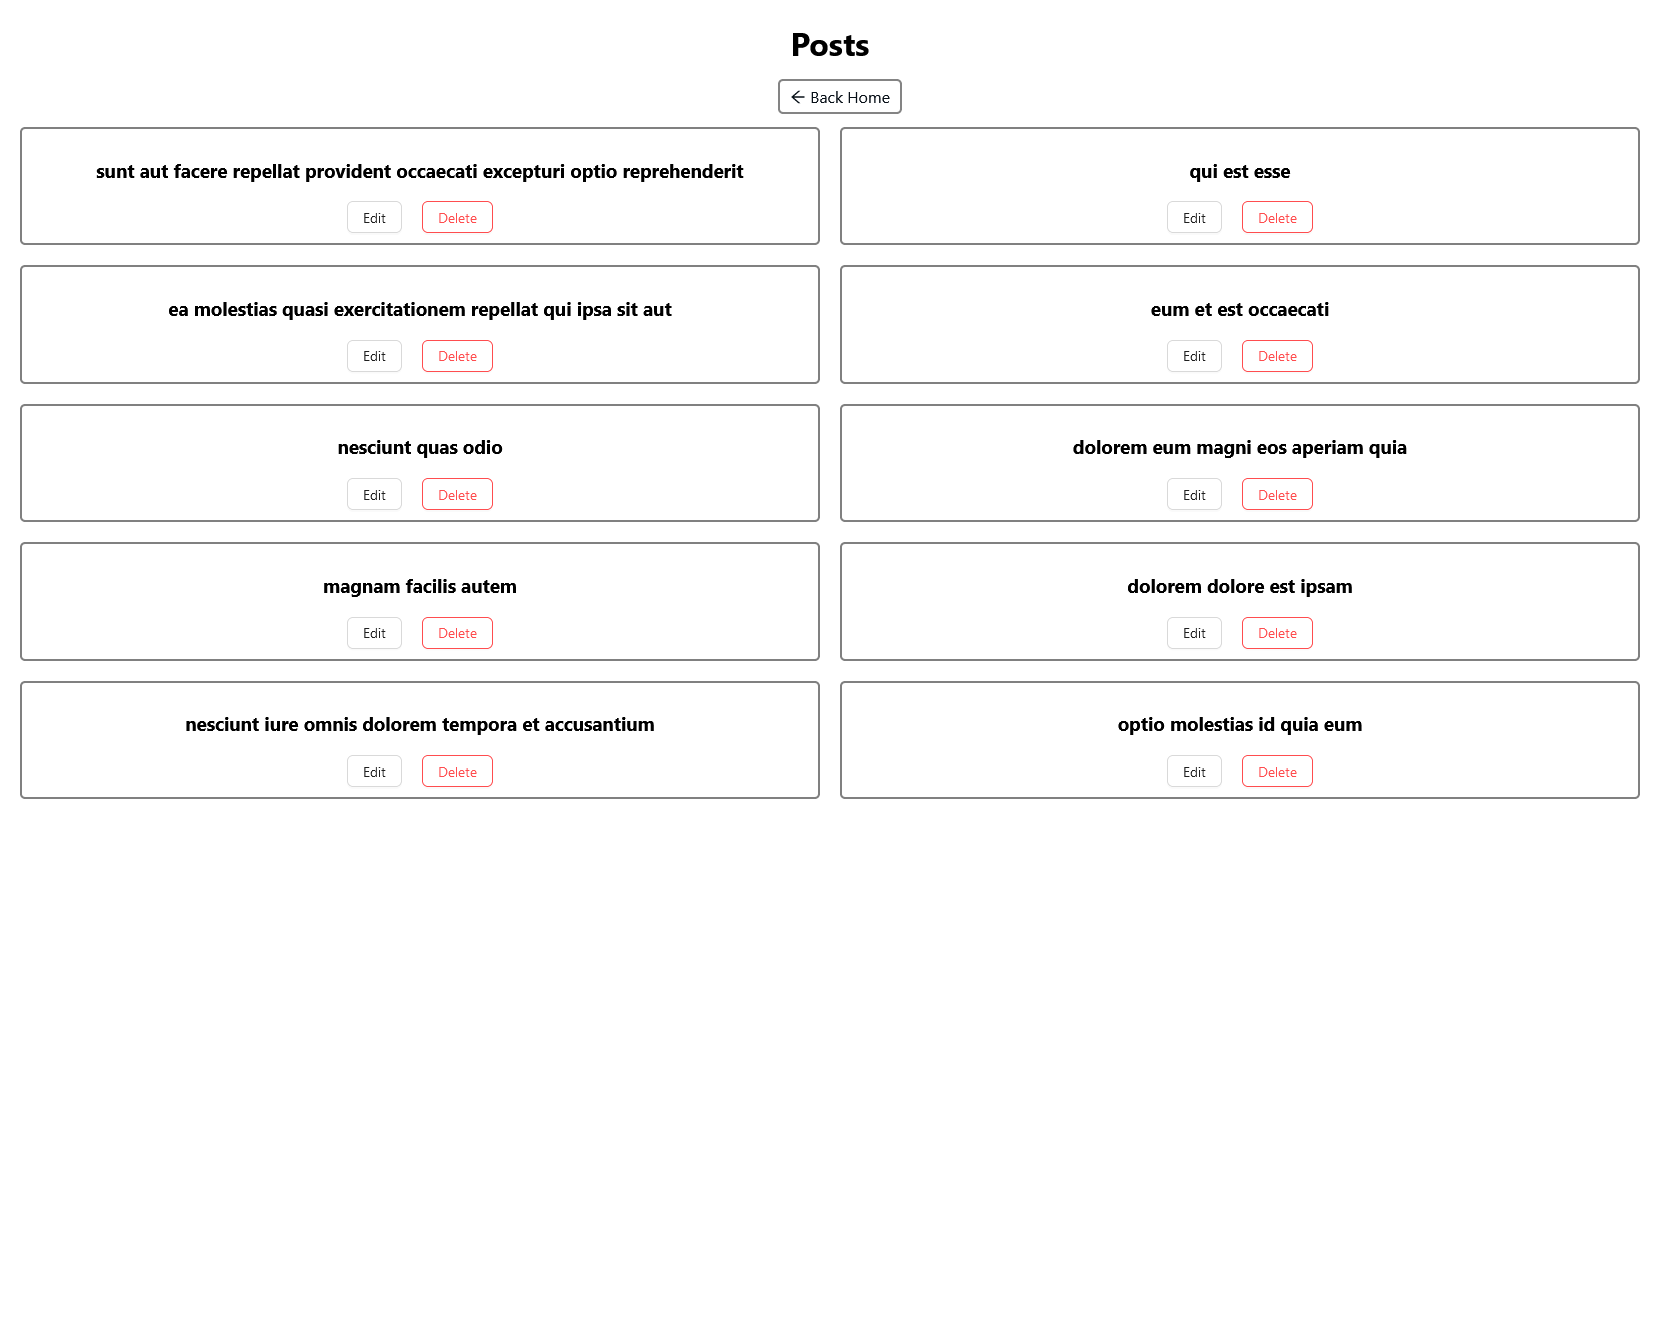 Posts
← Back Home
sunt aut facere repellat provident occaecati excepturi optio reprehenderit
Edit Delete
qui est esse
Edit Delete
ea molestias quasi exercitationem repellat qui ipsa sit aut
Edit Delete
eum et est occaecati
Edit Delete
nesciunt quas odio
Edit Delete
dolorem eum magni eos aperiam quia
Edit Delete
magnam facilis autem
Edit Delete
dolorem dolore est ipsam
Edit Delete
nesciunt iure omnis dolorem tempora et accusantium
Edit Delete
optio molestias id quia eum
Edit Delete